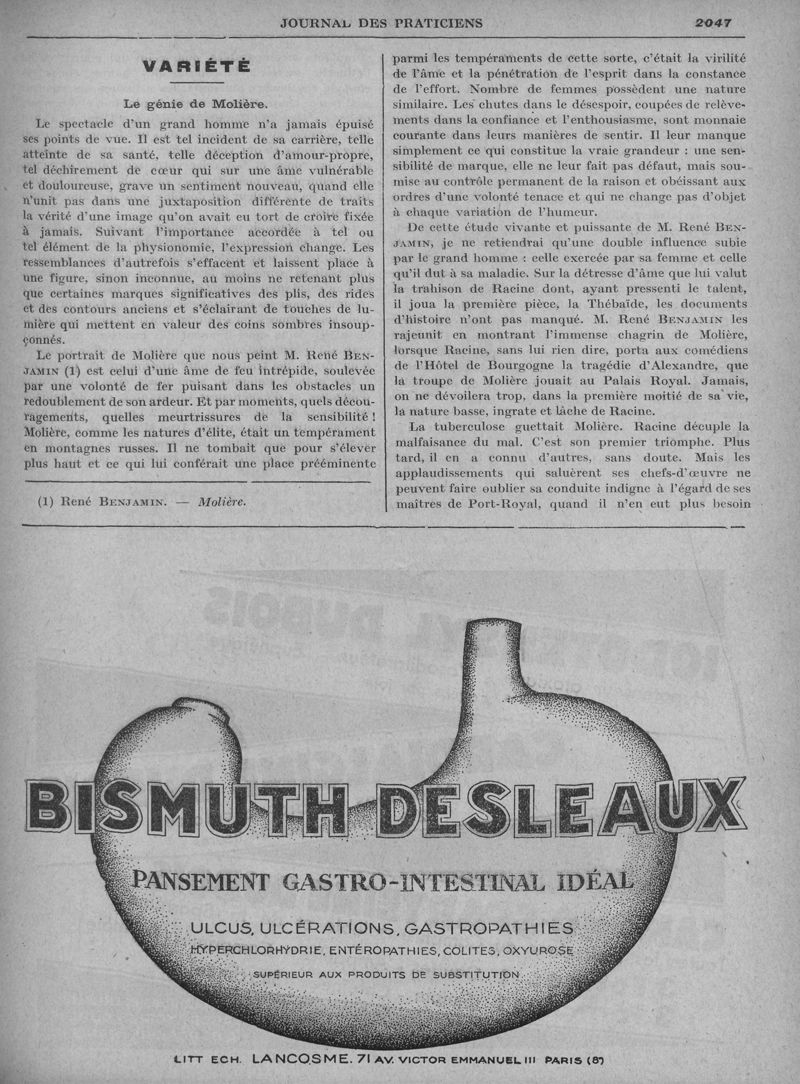 JOURNAL DES PRATICIENS
2047
VARIÉTÉ
Le génie de Molière.
Le spectacle d'un grand homme n'a jamais épuisé
ses points de vue. Il est tel incident de sa carrière, telle
atteinte de sa santé, telle déception d'amour-propre,
tel déchirement de cœur qui sur une âme vulnérable
et douloureuse, grave un sentiment nouveau, quand elle
n'unit pas dans une juxtaposition différente de traits
la vérité d'une image qu'on avait eu tort de croire fixée
à jamais. Suivant l'importance accordée à tel ou
tel élément de la physionomie, l'expression change. Les
ressemblances d'autrefois s'effacent et laissent place à
une figure, sinon inconnue, au moins ne retenant plus
que certaines marques significatives des plis, des rides
et des contours anciens et s'éclairant de touches de lu-
mière qui mettent en valeur des coins sombres insoup-
çonnés.
Le portrait de Molière que nous peint M. René BEN-
JAMIN (1) est celui d'une âme de feu intrépide, soulevée
par une volonté de fer puisant dans les obstacles un
redoublement de son ardeur. Et par moments, quels décou-
ragements, quelles meurtrissures de la sensibilité !
Molière, comme les natures d'élite, était un tempérament
en montagnes russes. Il ne tombait que pour s'élever
plus haut et ce qui lui conférait une place prééminente
(1) René BENJAMIN. — Molière.
parmi les tempéraments de cette sorte, c'était la virilité
de l'âme et la pénétration de l'esprit dans la constance
de l'effort. Nombre de femmes possèdent une nature
similaire. Les chutes dans le désespoir, coupées de relève-
ments dans la confiance et l'enthousiasme, sont monnaie
courante dans leurs manières de sentir. Il leur manque
simplement ce qui constitue la vraie grandeur : une sen-
sibilité de marque, elle ne leur fait pas défaut, mais sou-
mise au contrôle permanent de la raison et obéissant aux
ordres d'une volonté tenace et qui ne change pas d'objet
à chaque variation de l'humeur.
De cette étude vivante et puissante de M. René BEN-
JAMIN, je ne retiendrai qu'une double influence subie
par le grand homme : celle exercée par sa femme et celle
qu'il dut à sa maladie. Sur la détresse d'âme que lui valut
la trahison de Racine dont, ayant pressenti le talent,
il joua la première pièce, la Thébaïde, les documents
d'histoire n'ont pas manqué. M. René BENJAMIN les
rajeunit en montrant l'immense chagrin de Molière,
lorsque Racine, sans lui rien dire, porta aux comédiens
de l'Hôtel de Bourgogne la tragédie d'Alexandre, que
la troupe de Molière jouait au Palais Royal. Jamais,
on ne dévoilera trop, dans la première moitié de sa vie,
la nature basse, ingrate et lâche de Racine.
La tuberculose guettait Molière. Racine décuple la
malfaisance du mal. C'est son premier triomphe. Plus
tard, il en a connu d'autres, sans doute. Mais les
applaudissements qui saluèrent ses chefs-d'œuvre ne
peuvent faire oublier sa conduite indigne à l'égard de ses
maîtres de Port-Royal, quand il n'en eut plus besoin
BISMUTH DESLEAUX
PANSEMENT GASTRO-INTESTINAL IDÉAL
ULCUS, ULCÉRATIONS, GASTROPATHIES
HYPERCHLORHYDRIE, ENTÉROPATHIES, COLITES, OXYUROSE
SUPÉRIEUR AUX PRODUITS DE SUBSTITUTION
LITT ECH. LANCOSME. 71 AV. VICTOR EMMANUEL III PARIS (8e)